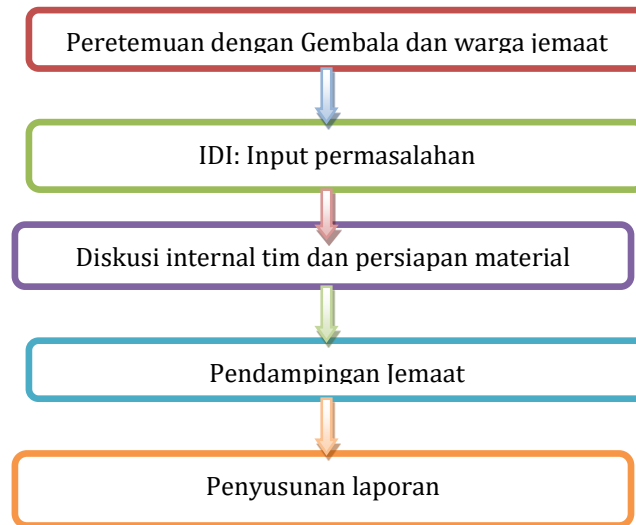 Peretemuan dengan Gembala dan warga jemaat
IDI: Input permasalahan
Diskusi internal tim dan persiapan material
Pendampingan Jemaat
Penyusunan laporan